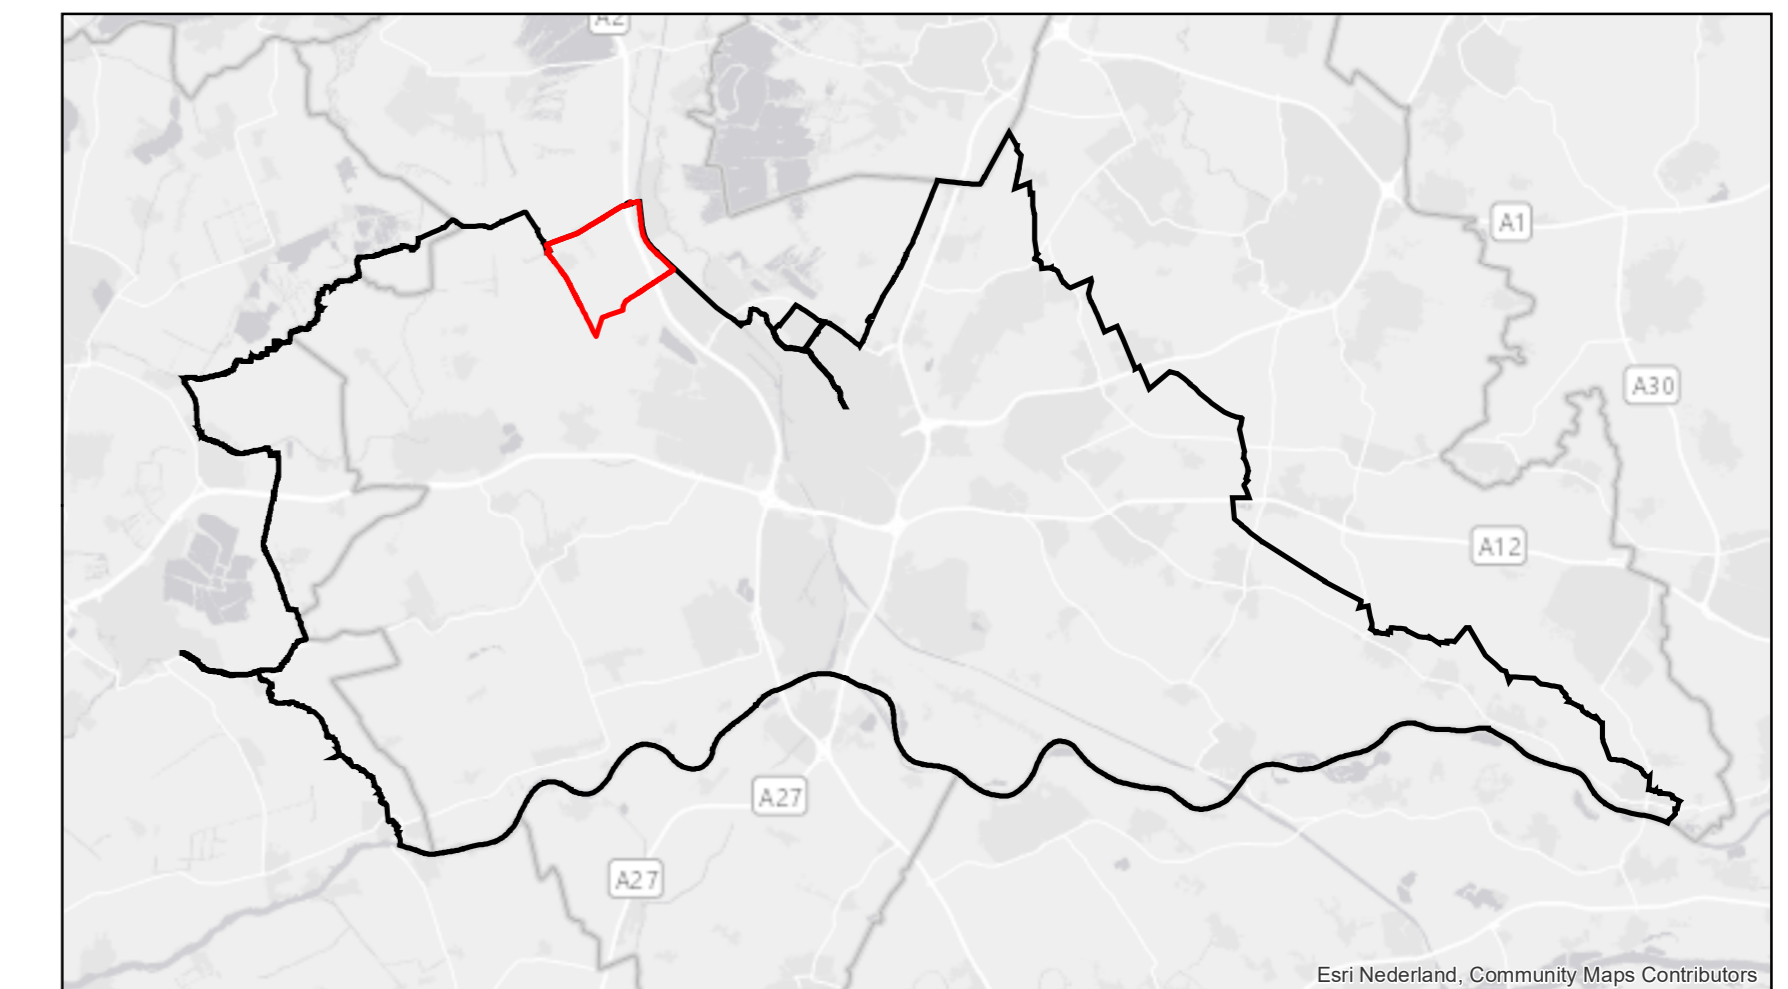 A2
A1
A30
A12
A27
A27
Esri Nederland, Community Maps Contributors